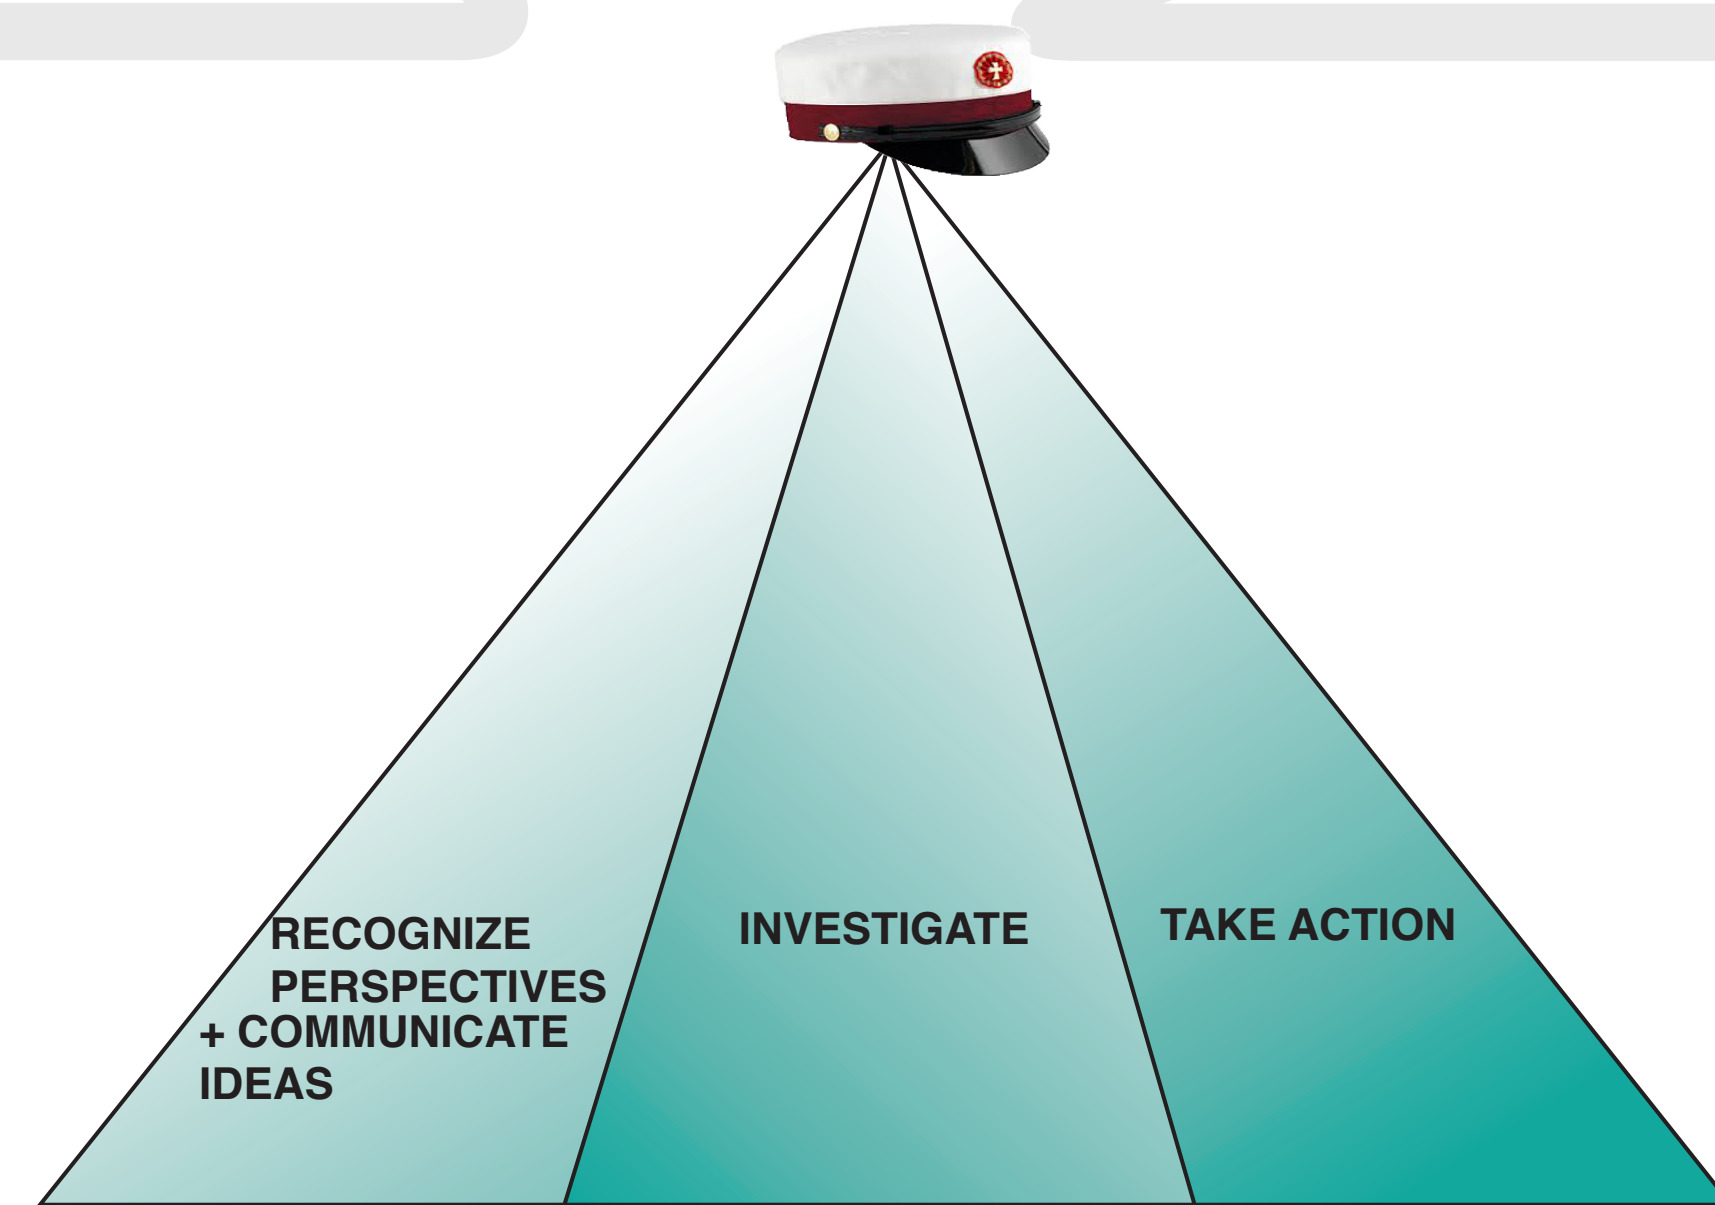 RECOGNIZE
PERSPECTIVES
+ COMMUNICATE
IDEAS
INVESTIGATE
TAKE ACTION